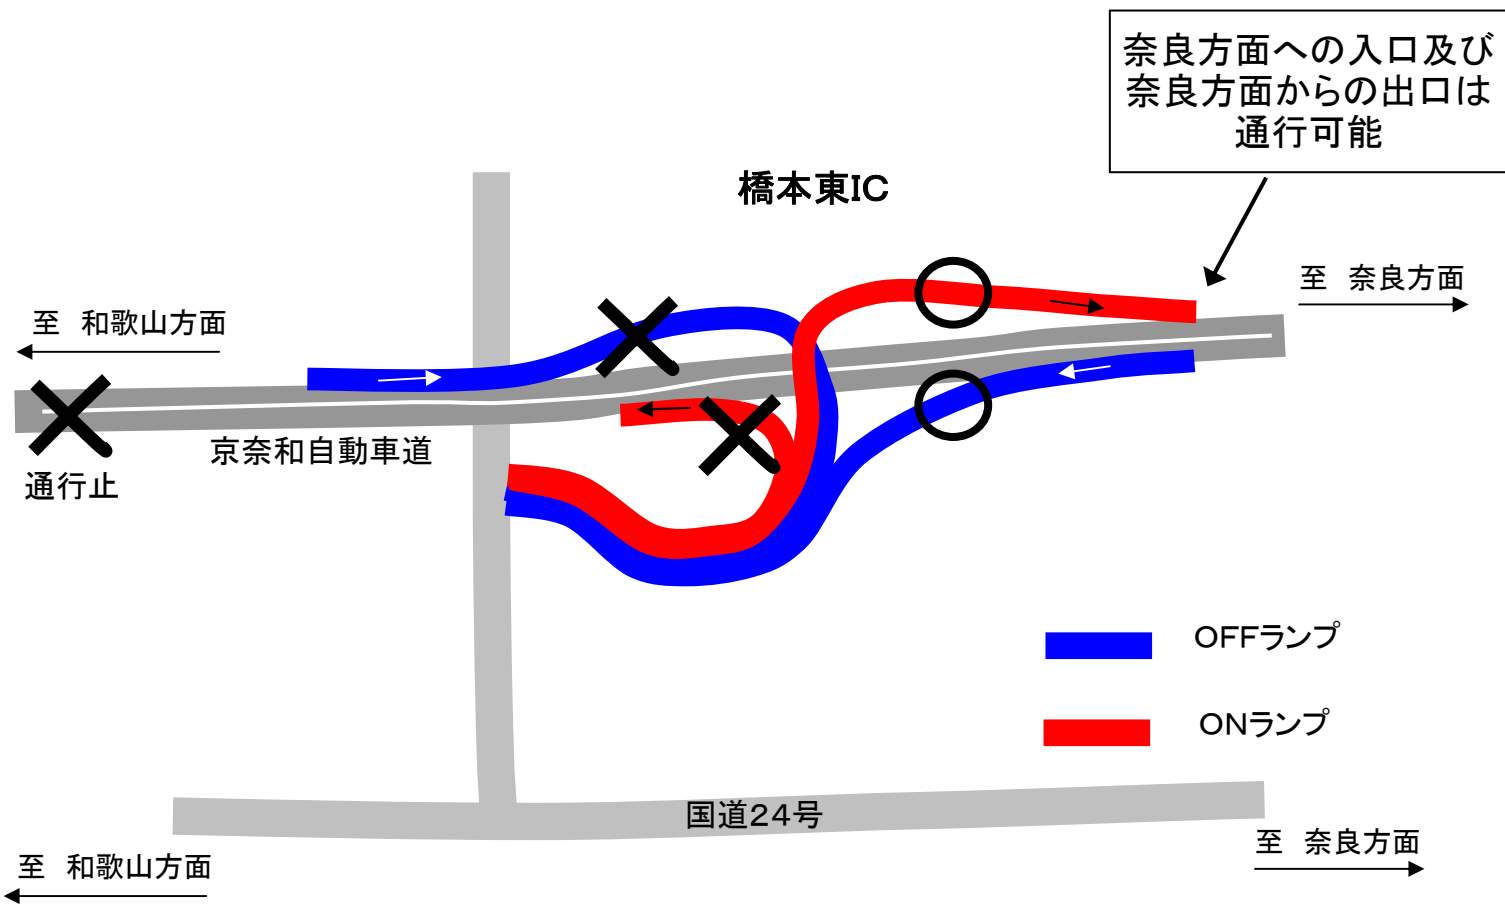 奈良方面への入口及び
奈良方面からの出口は
通行可能
橋本東IC
至　奈良方面
至　和歌山方面
京奈和自動車道
通行止
OFFランプ
ONランプ
国道24号
至　奈良方面
至　和歌山方面